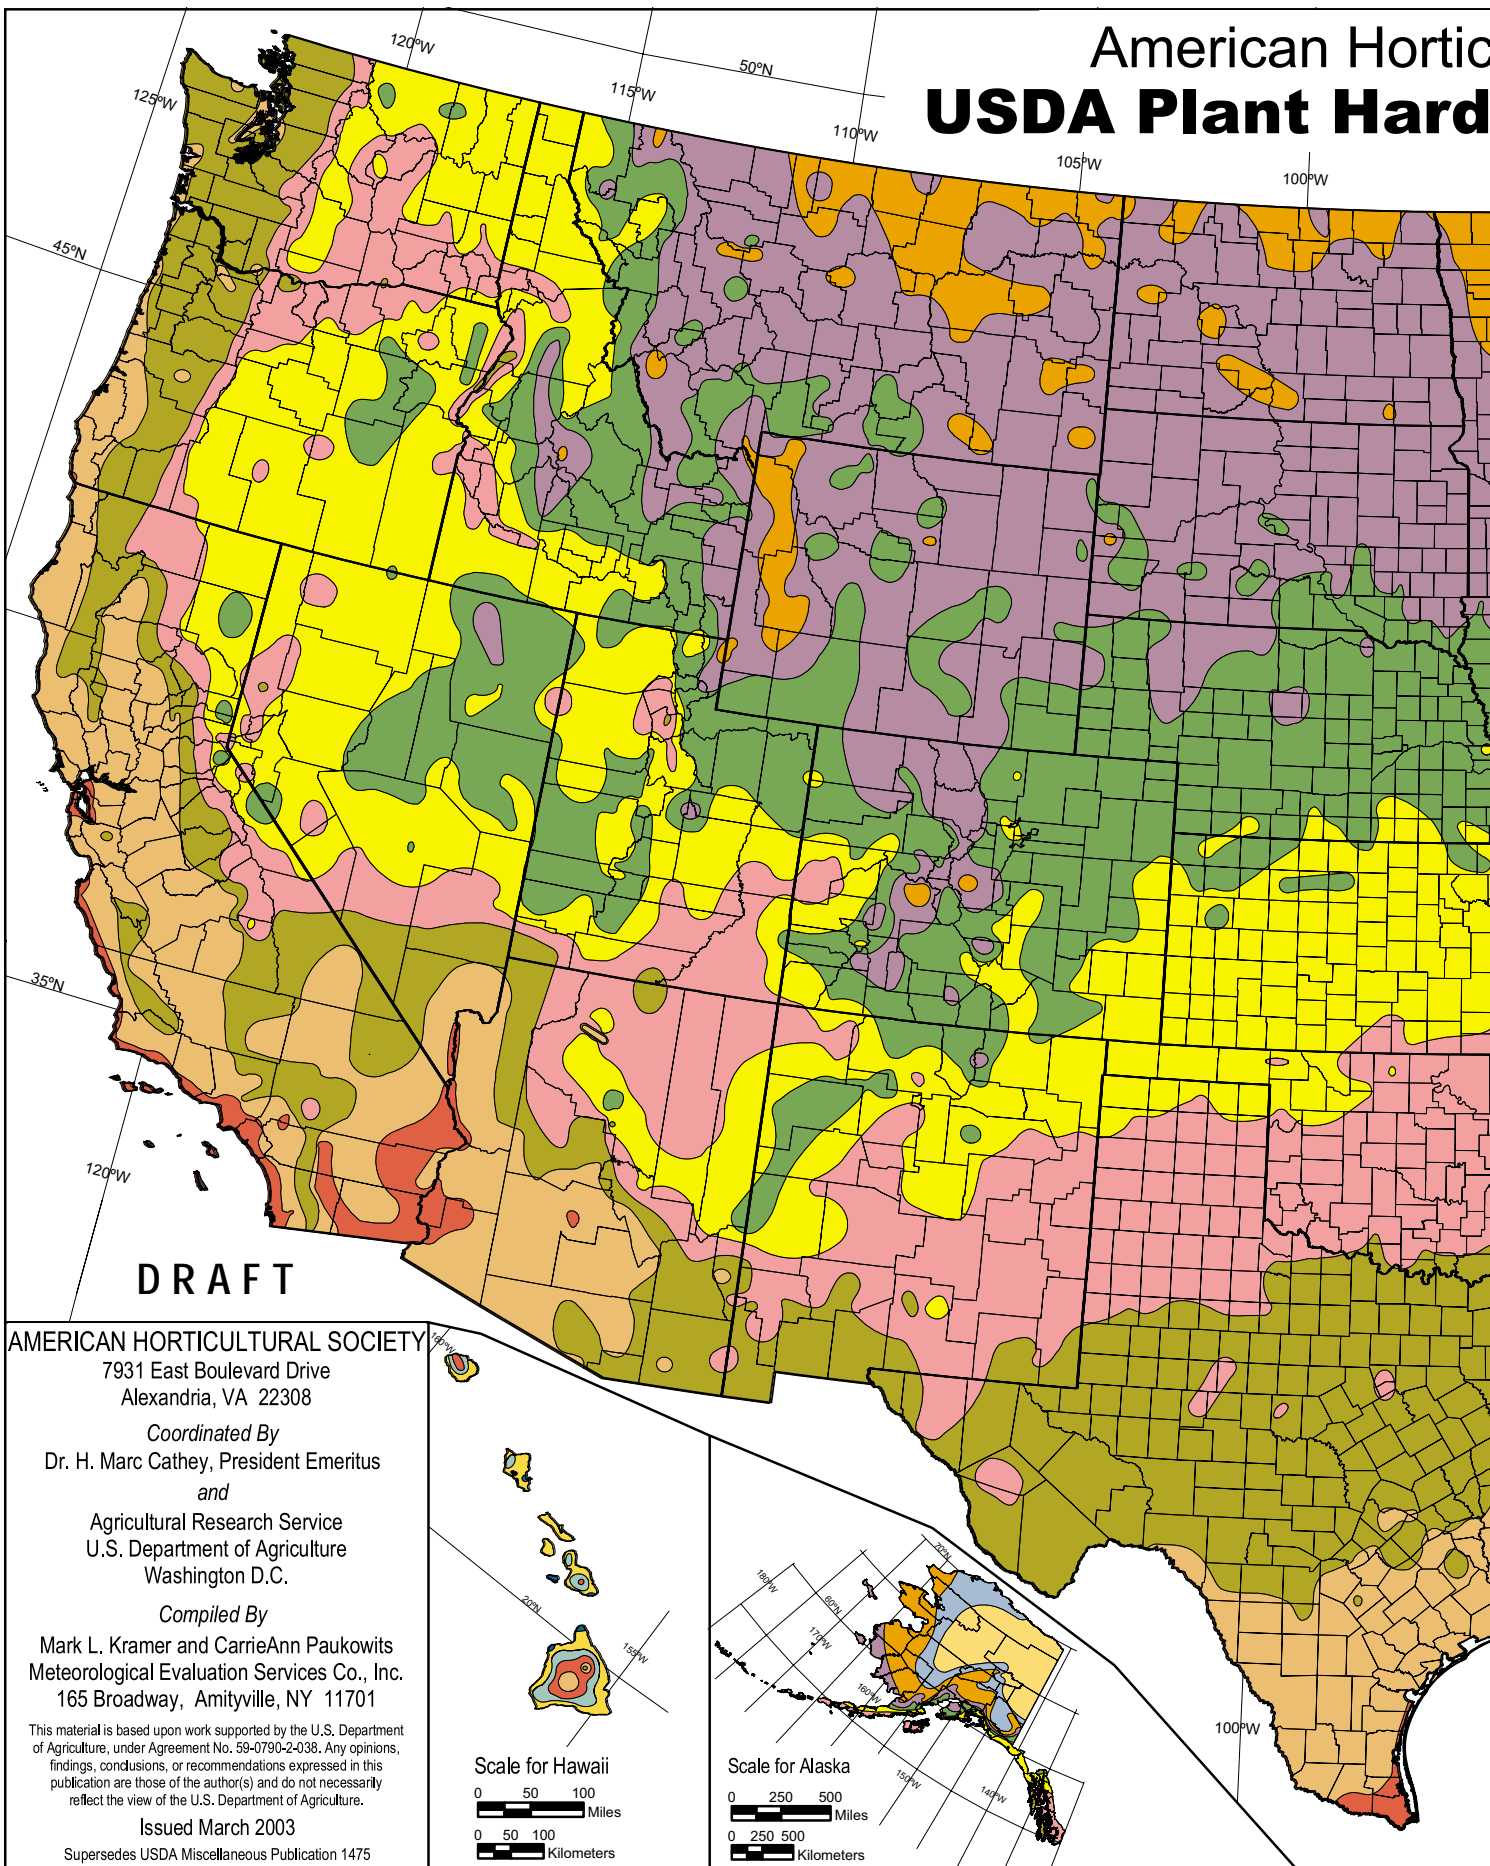 American Hortic
USDA Plant Hard
120°W
50°N
115°W
125°W
110°W
105°W
100°W
45°N
35°N
120°W
DRAFT
AMERICAN HORTICULTURAL SOCIETY
7931 East Boulevard Drive
Alexandria, VA 22308
Coordinated By
Dr. H. Marc Cathey, President Emeritus
and
Agricultural Research Service
U.S. Department of Agriculture
Washington D.C.
Compiled By
Mark L. Kramer and CarrieAnn Paukowits
Meteorological Evaluation Services Co., Inc.
165 Broadway, Amityville, NY 11701
This material is based upon work supported by the U.S. Department
of Agriculture, under Agreement No. 59-0790-2-038. Any opinions,
findings, conclusions, or recommendations expressed in this
publication are those of the author(s) and do not necessarily
reflect the view of the U.S. Department of Agriculture.
Issued March 2003
Supersedes USDA Miscellaneous Publication 1475
160°W
20°N
155°W
Scale for Hawaii
0 50 100
Miles
0 50 100
Kilometers
70°N
180°W
60°N
170°W
160°W
150°W
140°W
Scale for Alaska
0 250 500
Miles
0 250 500
Kilometers
100°W